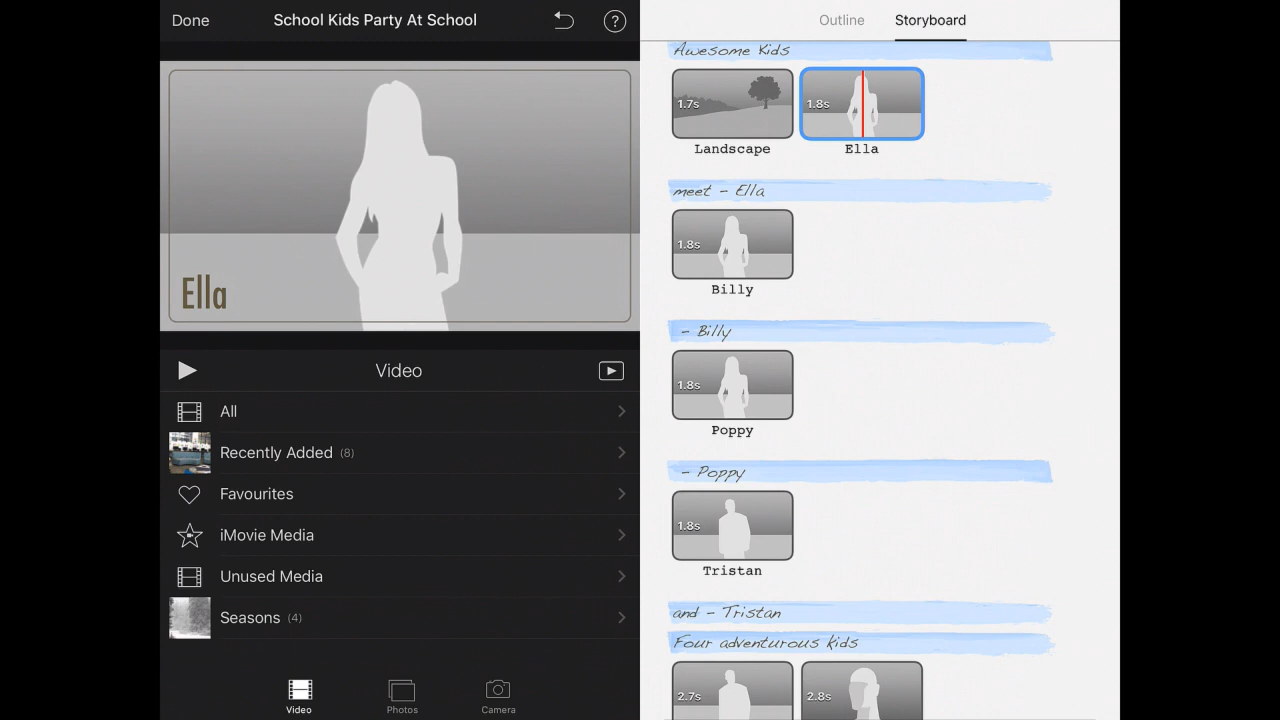 Done
School Kids Party At School
?
Ella
Video
All
Recently Added (8)
Favourites
iMovie Media
Unused Media
Seasons (4)
Video
Photos
Camera
Outline
Storyboard
Awesome Kids
1.7s
1.8s
Landscape
Ella
meet - Ella
1.8s
Billy
- Billy
1.8s
Poppy
- Poppy
1.8s
Tristan
and - Tristan
Four adventurous kids
2.7s
2.8s